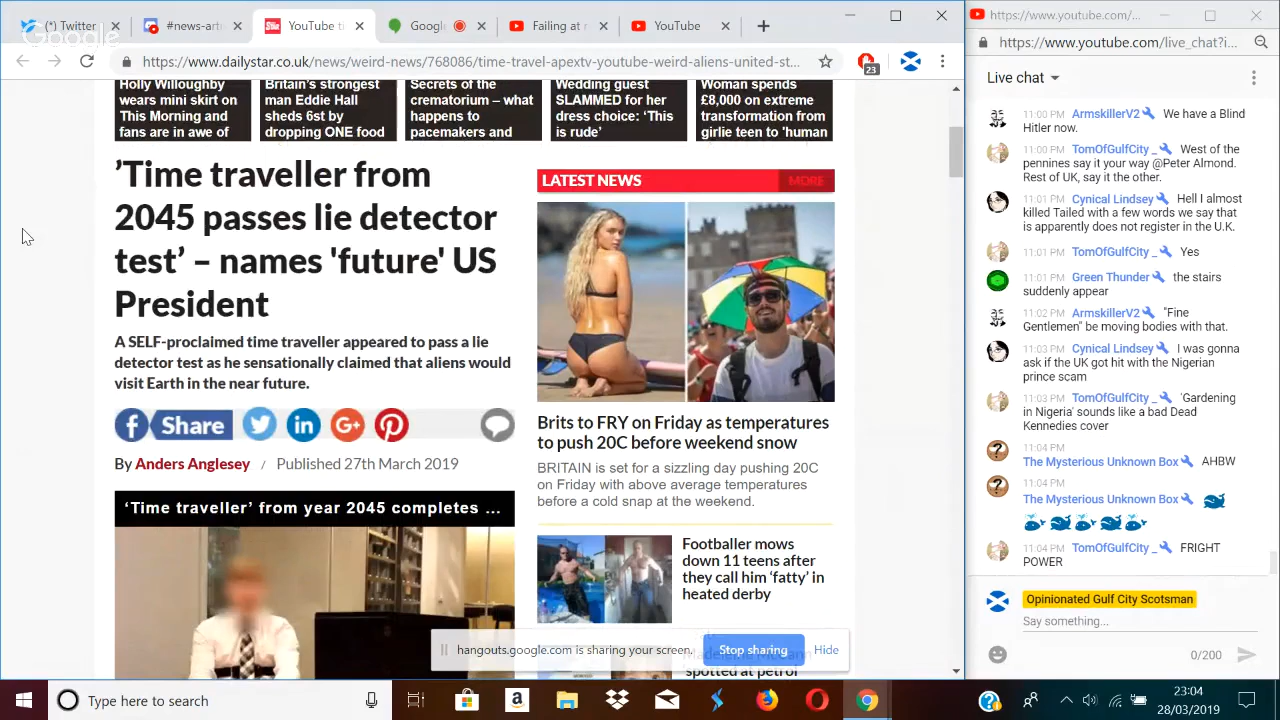 (*) Twitter
#news-art
YouTube ti
Google
Failing at r
YouTube
Google
https://www.dailystar.co.uk/news/weird-news/768086/time-travel-apextv-youtube-weird-aliens-united-st...
23
Holly Willoughby
wears mini skirt on
This Morning and
fans are in awe of
Britain's strongest
man Eddie Hall
sheds 6st by
dropping ONE food
Secrets of the
crematorium – what
happens to
pacemakers and
Wedding guest
SLAMMED for her
dress choice: 'This
is rude'
Woman spends
£8,000 on extreme
transformation from
girlie teen to 'human
’Time traveller from
2045 passes lie detector
test’ – names 'future' US
President
A SELF-proclaimed time traveller appeared to pass a lie
detector test as he sensationally claimed that aliens would
visit Earth in the near future.
f Share
in
G+
By Anders Anglesey / Published 27th March 2019
‘Time traveller’ from year 2045 completes ...
LATEST NEWS
MORE
Brits to FRY on Friday as temperatures
to push 20C before weekend snow
BRITAIN is set for a sizzling day pushing 20C
on Friday with above average temperatures
before a cold snap at the weekend.
Footballer mows
down 11 teens after
they call him ‘fatty’ in
heated derby
spotted at petrol
hangouts.google.com is sharing your screen.
Stop sharing
Hide
https://www.youtube.com/...
https://www.youtube.com/live_chat?i...
Live chat
11:00 PM ArmskillerV2 We have a Blind
Hitler now.
11:00 PM TomOfGulfCity _ West of the
pennines say it your way @Peter Almond.
Rest of UK, say it the other.
11:01 PM Cynical Lindsey Hell I almost
killed Tailed with a few words we say that
is apparently does not register in the U.K.
11:01 PM TomOfGulfCity _ Yes
11:01 PM Green Thunder the stairs
suddenly appear
11:02 PM ArmskillerV2 "Fine
Gentlemen" be moving bodies with that.
11:03 PM Cynical Lindsey I was gonna
ask if the UK got hit with the Nigerian
prince scam
11:03 PM TomOfGulfCity _ 'Gardening
in Nigeria' sounds like a bad Dead
Kennedies cover
11:04 PM
The Mysterious Unknown Box AHBW
11:04 PM
The Mysterious Unknown Box
11:04 PM TomOfGulfCity _ FRIGHT
POWER
Opinionated Gulf City Scotsman
Say something...
0/200
Type here to search
23:04
28/03/2019